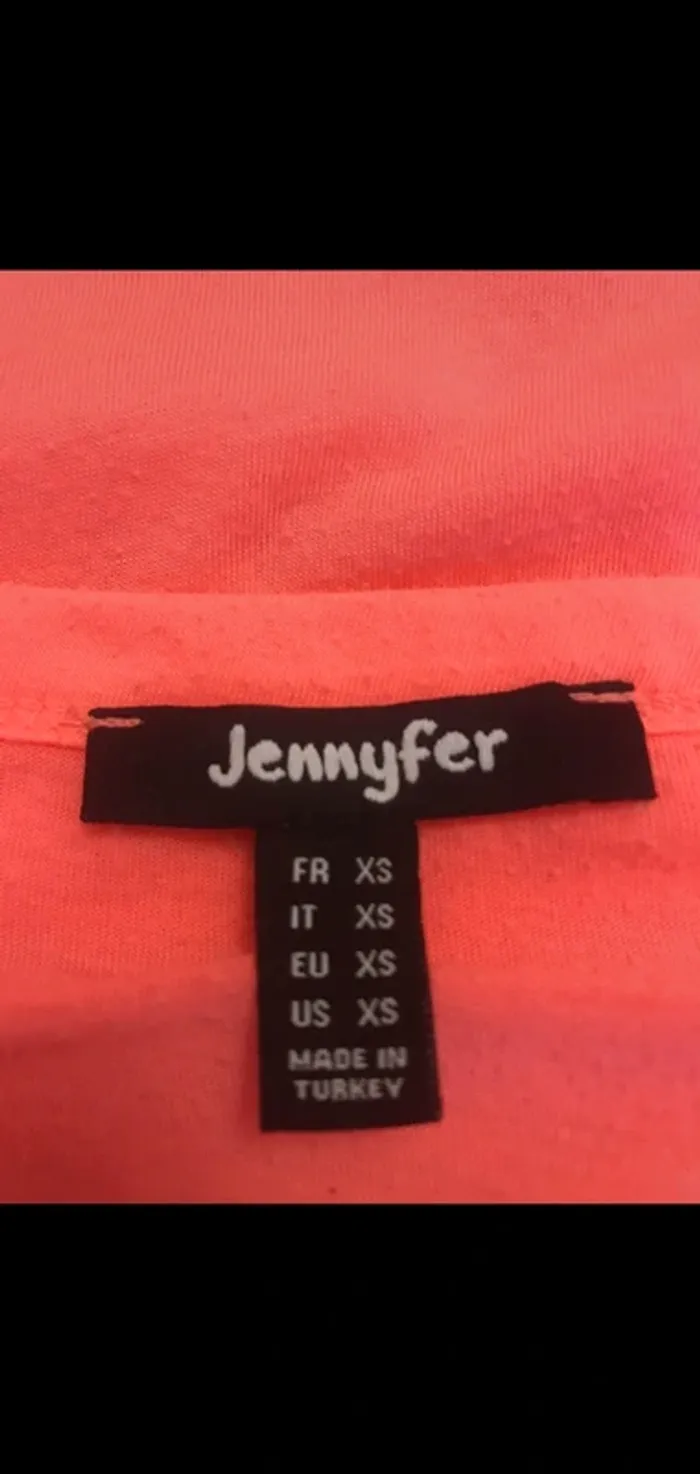 Jennyfer
FR XS
IT XS
EU XS
US XS
MADE IN
TURKEY